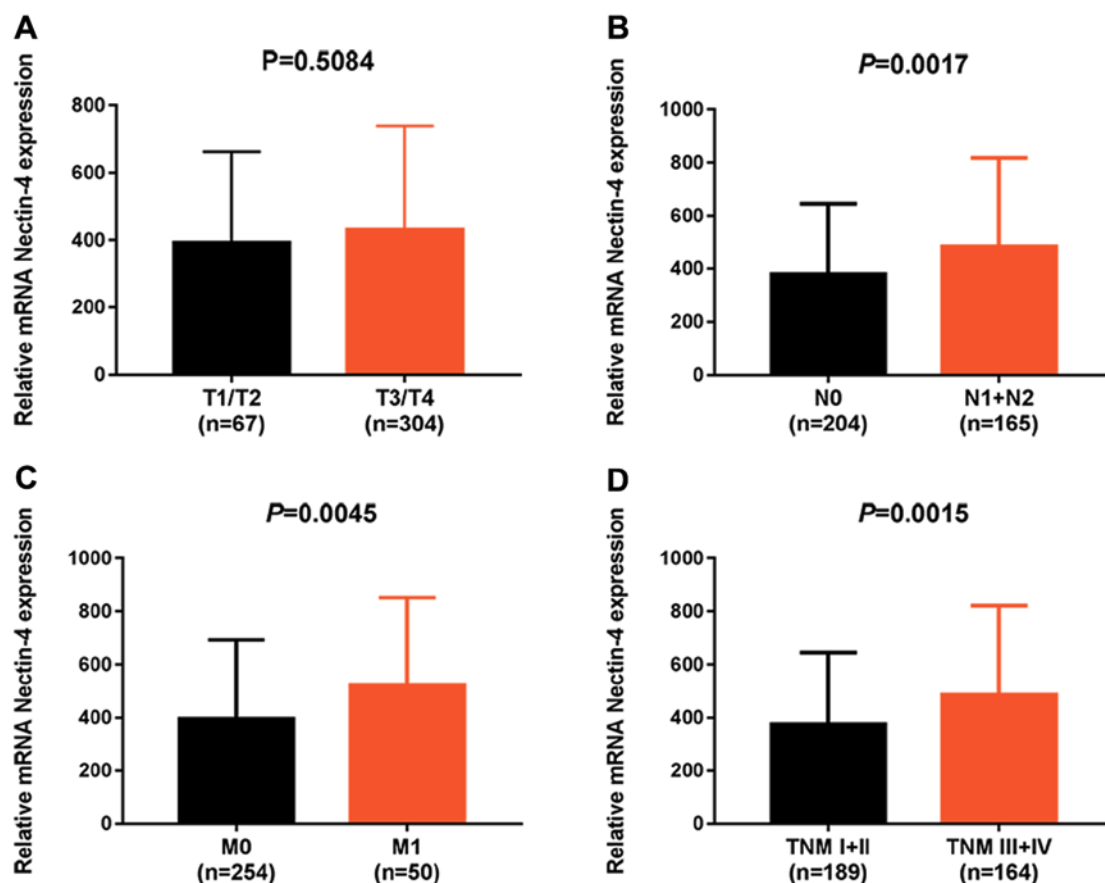 A
P=0.5084
Relative mRNA Nectin-4 expression
800
600
400
200
0
T1/T2
(n=67)
T3/T4
(n=304)
B
P=0.0017
Relative mRNA Nectin-4 expression
1000
800
600
400
200
0
N0
(n=204)
N1+N2
(n=165)
C
P=0.0045
Relative mRNA Nectin-4 expression
1000
800
600
400
200
0
M0
(n=254)
M1
(n=50)
D
P=0.0015
Relative mRNA Nectin-4 expression
1000
800
600
400
200
0
TNM I+II
(n=189)
TNM III+IV
(n=164)